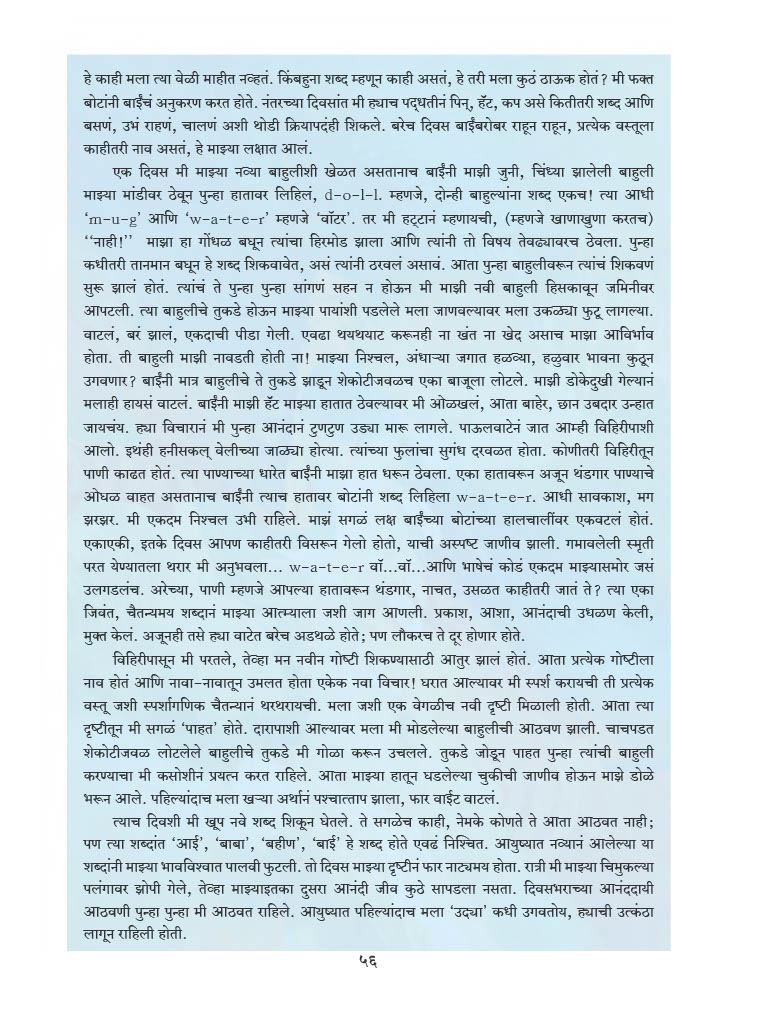 हे काही मला त्या वेळी माहीत नव्हतं. किंबहुना शब्द म्हणून काही असतं, हे तरी मला कुठं ठाऊक होतं? मी फक्त
बोटांनी बाईंचं अनुकरण करत होते. नंतरच्या दिवसांत मी ह्याच पद्धतीनं पिन्, हॅट, कप असे कितीतरी शब्द आणि
बसणं, उभं राहणं, चालणं अशी थोडी क्रियापदंही शिकले. बरेच दिवस बाईंबरोबर राहून राहून, प्रत्येक वस्तूला
काहीतरी नाव असतं, हे माझ्या लक्षात आलं.
एक दिवस मी माझ्या नव्या बाहुलीशी खेळत असतानाच बाईंनी माझी जुनी, चिंध्या झालेली बाहुली
माझ्या मांडीवर ठेवून पुन्हा हातावर लिहिलं, d-o-l-l. म्हणजे, दोन्ही बाहुल्यांना शब्द एकच! त्या आधी
‘m-u-g’ आणि ‘w-a-t-e-r’ म्हणजे ‘वॉटर’. तर मी हट्टानं म्हणायची, (म्हणजे खाणाखुणा करतच)
‘‘नाही!’’ माझा हा गोंधळ बघून त्यांचा हिरमोड झाला आणि त्यांनी तो विषय तेवढ्यावरच ठेवला. पुन्हा
कधीतरी तानमान बघून हे शब्द शिकवावेत, असं त्यांनी ठरवलं असावं. आता पुन्हा बाहुलीवरून त्यांचं शिकवणं
सुरू झालं होतं. त्यांचं ते पुन्हा पुन्हा सांगणं सहन न होऊन मी माझी नवी बाहुली हिसकावून जमिनीवर
आपटली. त्या बाहुलीचे तुकडे होऊन माझ्या पायांशी पडलेले मला जाणवल्यावर मला उकळ्या फुटू लागल्या.
वाटलं, बरं झालं, एकदाची पीडा गेली. एवढा थयथयाट करूनही ना खंत ना खेद असाच माझा आविर्भाव
होता. ती बाहुली माझी नावडती होती ना! माझ्या निश्चल, अंधाऱ्या जगात हळव्या, हळुवार भावना कुठून
उगवणार? बाईंनी मात्र बाहुलीचे ते तुकडे झाडून शेकोटीजवळच एका बाजूला लोटले. माझी डोकेदुखी गेल्यानं
मलाही हायसं वाटलं. बाईंनी माझी हॅट माझ्या हातात ठेवल्यावर मी ओळखलं, आता बाहेर, छान उबदार उन्हात
जायचंय. ह्या विचारानं मी पुन्हा आनंदानं टुणटुण उड्या मारू लागले. पाऊलवाटेनं जात आम्ही विहिरीपाशी
आलो. इथंही हनीसकल् वेलीच्या जाळ्या होत्या. त्यांच्या फुलांचा सुगंध दरवळत होता. कोणीतरी विहिरीतून
पाणी काढत होतं. त्या पाण्याच्या धारेत बाईंनी माझा हात धरून ठेवला. एका हातावरून अजून थंडगार पाण्याचे
ओघळ वाहत असतानाच बाईंनी त्याच हातावर बोटांनी शब्द लिहिला w-a-t-e-r. आधी सावकाश, मग
झरझर. मी एकदम निश्चल उभी राहिले. माझं सगळं लक्ष बाईंच्या बोटांच्या हालचालींवर एकवटलं होतं.
एकाएकी, इतके दिवस आपण काहीतरी विसरून गेलो होतो, याची अस्पष्ट जाणीव झाली. गमावलेली स्मृती
परत येण्यातला थरार मी अनुभवला... w-a-t-e-r वॉ...वॉ...आणि भाषेचं कोडं एकदम माझ्यासमोर जसं
उलगडलंच. अरेच्या, पाणी म्हणजे आपल्या हातावरून थंडगार, नाचत, उसळत काहीतरी जातं ते? त्या एका
जिवंत, चैतन्यमय शब्दानं माझ्या आत्म्याला जशी जाग आणली. प्रकाश, आशा, आनंदाची उधळण केली,
मुक्त केलं. अजूनही तसे ह्या वाटेत बरेच अडथळे होते; पण लौकरच ते दूर होणार होते.
विहिरीपासून मी परतले, तेव्हा मन नवीन गोष्टी शिकण्यासाठी आतुर झालं होतं. आता प्रत्येक गोष्टीला
नाव होतं आणि नावा-नावातून उमलत होता एकेक नवा विचार! घरात आल्यावर मी स्पर्श करायची ती प्रत्येक
वस्तू जशी स्पर्शागणिक चैतन्यानं थरथरायची. मला जशी एक वेगळीच नवी दृष्टी मिळाली होती. आता त्या
दृष्टीतून मी सगळं ‘पाहत’ होते. दारापाशी आल्यावर मला मी मोडलेल्या बाहुलीची आठवण झाली. चाचपडत
शेकोटीजवळ लोटलेले बाहुलीचे तुकडे मी गोळा करून उचलले. तुकडे जोडून पाहत पुन्हा त्यांची बाहुली
करण्याचा मी कसोशीनं प्रयत्न करत राहिले. आता माझ्या हातून घडलेल्या चुकीची जाणीव होऊन माझे डोळे
भरून आले. पहिल्यांदाच मला खऱ्या अर्थानं पश्चात्ताप झाला, फार वाईट वाटलं.
त्याच दिवशी मी खूप नवे शब्द शिकून घेतले. ते सगळेच काही, नेमके कोणते ते आता आठवत नाही;
पण त्या शब्दांत ‘आई’, ‘बाबा’, ‘बहीण’, ‘बाई’ हे शब्द होते एवढं निश्चित. आयुष्यात नव्यानं आलेल्या या
शब्दांनी माझ्या भावविश्वात पालवी फुटली. तो दिवस माझ्या दृष्टीनं फार नाट्यमय होता. रात्री मी माझ्या चिमुकल्या
पलंगावर झोपी गेले, तेव्हा माझ्याइतका दुसरा आनंदी जीव कुठे सापडला नसता. दिवसभराच्या आनंददायी
आठवणी पुन्हा पुन्हा मी आठवत राहिले. आयुष्यात पहिल्यांदाच मला ‘उद्या’ कधी उगवतोय, ह्याची उत्कंठा
लागून राहिली होती.
५६